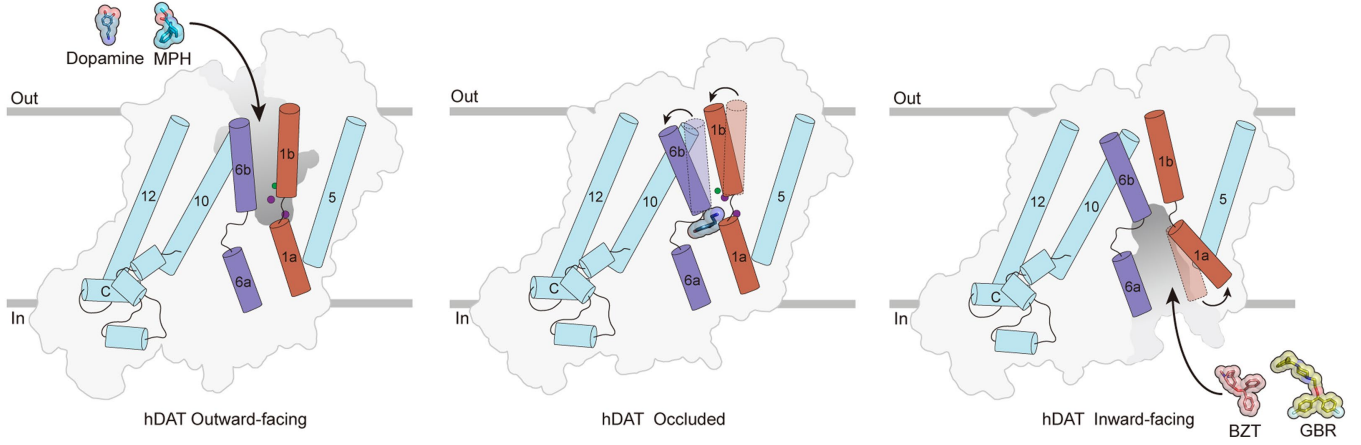 Dopamine MPH
Out
6b
1b
12
10
5
1a
6a
C
In
hDAT Outward-facing
Out
6b
1b
12
10
5
6a
1a
C
In
hDAT Occluded
Out
6b
1b
12
10
5
1a
6a
C
In
hDAT Inward-facing
BZT GBR